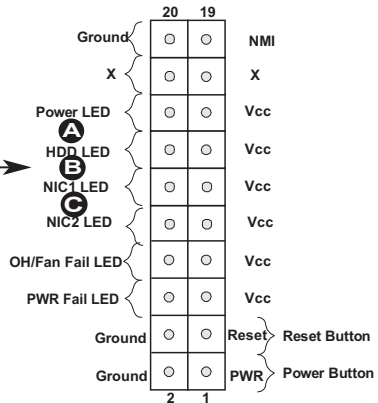 20 19
Ground NMI
X X
Power LED Vcc
A
HDD LED Vcc
B
NIC1 LED Vcc
C
NIC2 LED Vcc
OH/Fan Fail LED Vcc
PWR Fail LED Vcc
Ground Reset Reset Button
Ground PWR Power Button
2 1